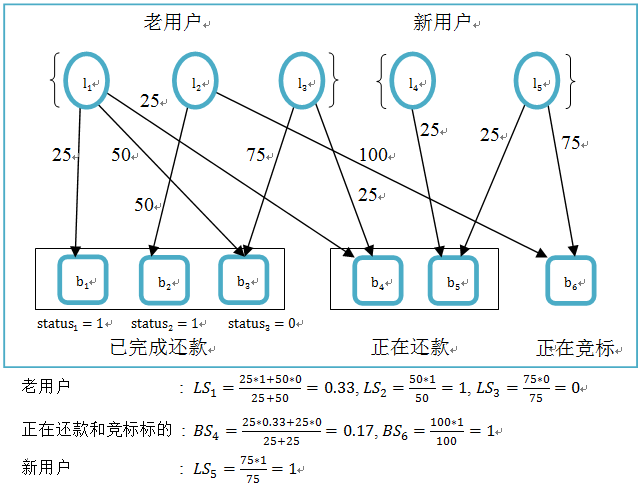 老用户 新用户
l₁ l₂ l₃ l₄ l₅
25
25 25 75
25 50 75 100
25
50
b₁ b₂ b₃ b₄ b₅ b₆
status₁ = 1 status₂ = 1 status₃ = 0
已完成还款 正在还款 正在竞标
老用户 : LS₁ = (25*1+50*0)/(25+50) = 0.33, LS₂ = (50*1)/50 = 1, LS₃ = (75*0)/75 = 0
正在还款和竞标标的 : BS₄ = (25*0.33+25*0)/(25+25) = 0.17, BS₆ = (100*1)/100 = 1
新用户 : LS₅ = (75*1)/75 = 1